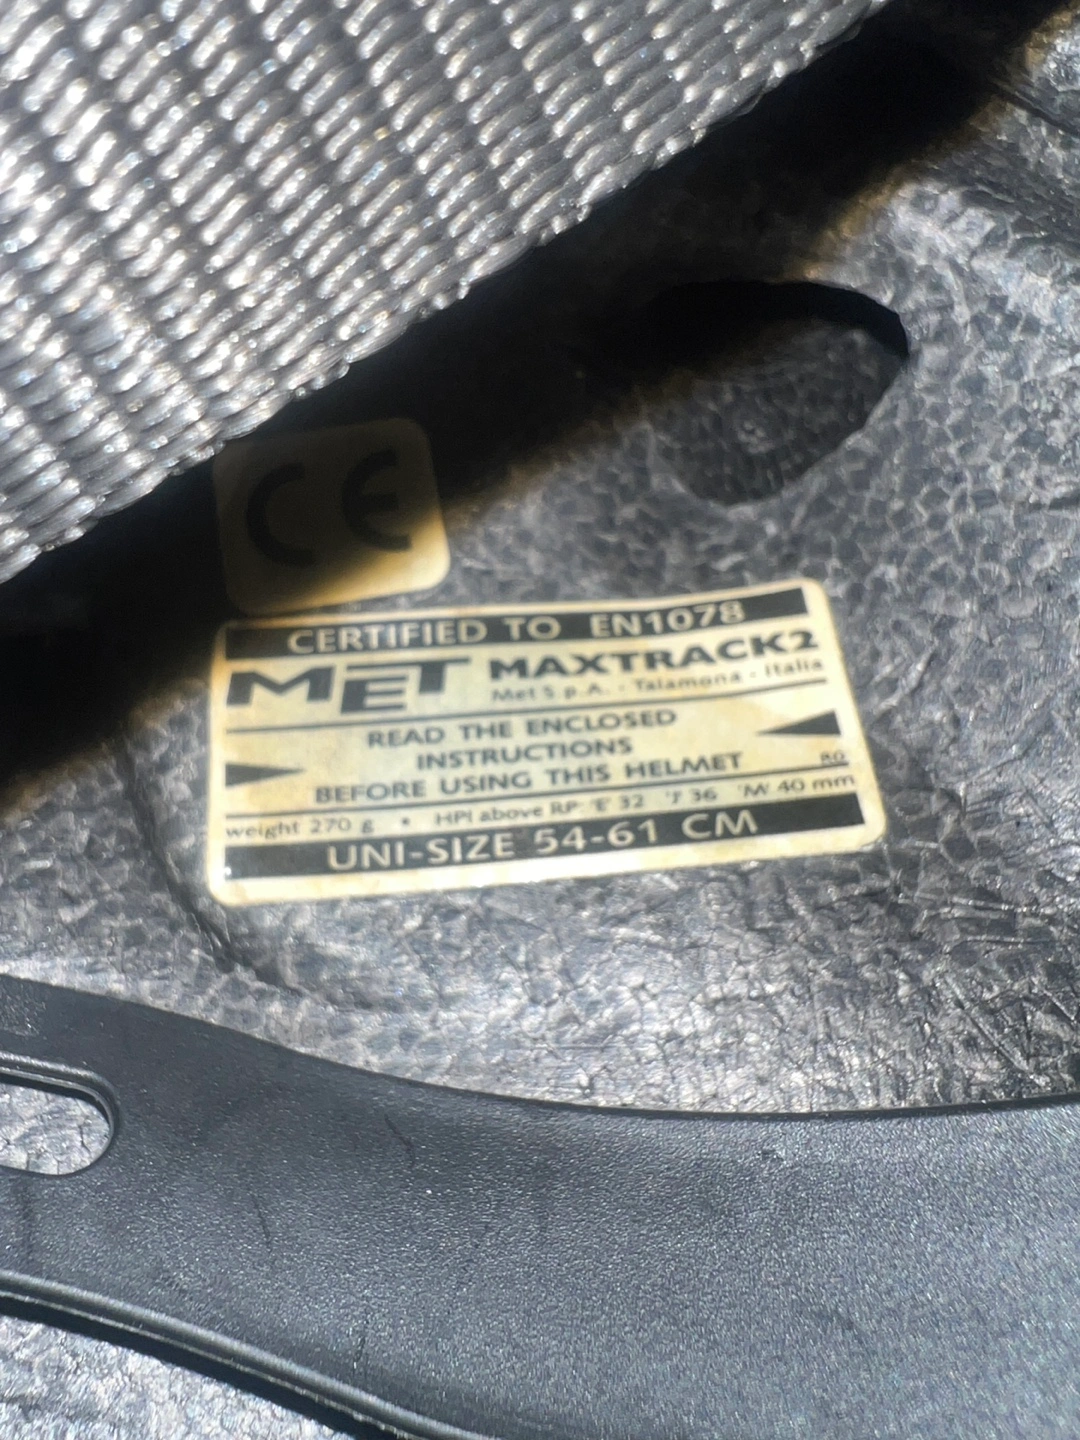 CE
CERTIFIED TO EN1078
MET MAXTRACK2
Met S.p.A. - Talamona - Italia
READ THE ENCLOSED
INSTRUCTIONS
BEFORE USING THIS HELMET
weight 270 g • HPI above RP: 'E' 32 'J' 36 'M' 40 mm
UNI-SIZE 54-61 CM